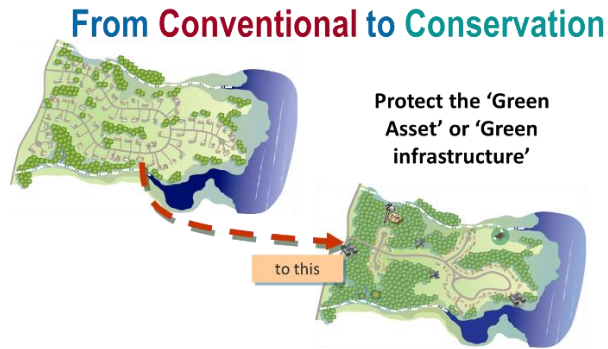 From Conventional to Conservation
Protect the ‘Green
Asset’ or ‘Green
infrastructure’
to this